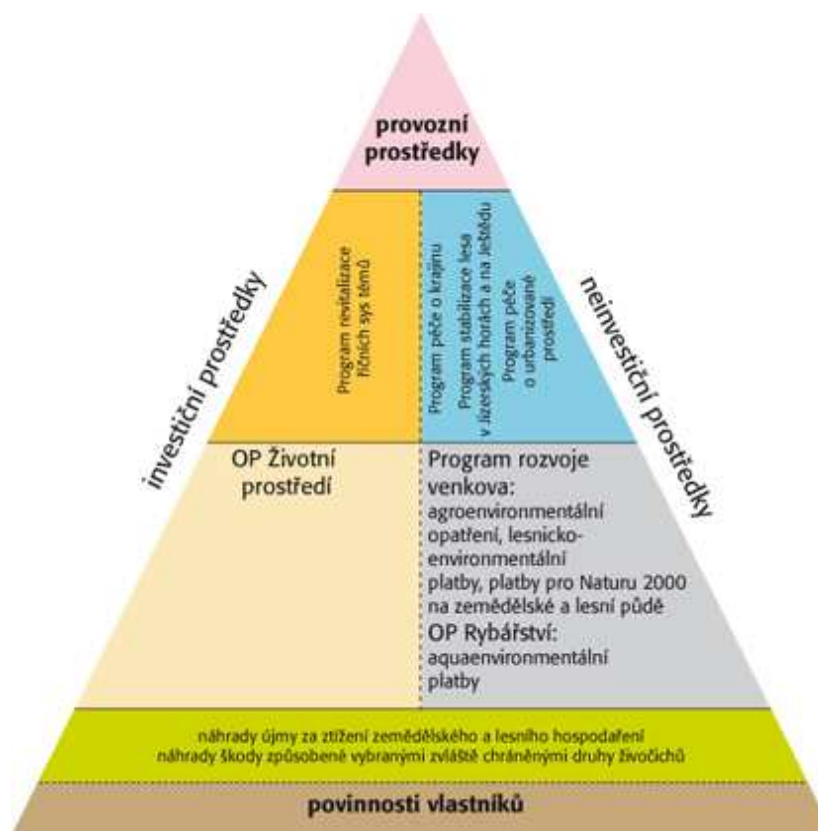 provozní
prostředky
investiční prostředky
neinvestiční prostředky
Program revitalizace
říčních sys témů
Program péče o krajinu
Program stabilizace lesa
v Jizerských horách a na Ještědu
Program péče
o urbanizované
prostředí
OP Životní
prostředí
Program rozvoje
venkova:
agroenvironmentální
opatření, lesnicko-
environmentální
platby, platby pro Naturu 2000
na zemědělské a lesní půdě
OP Rybářství:
aquaenvironmentální
platby
náhrady újmy za ztížení zemědělského a lesního hospodaření
náhrady škody způsobené vybranými zvláště chráněnými druhy živočichů
povinnosti vlastníků